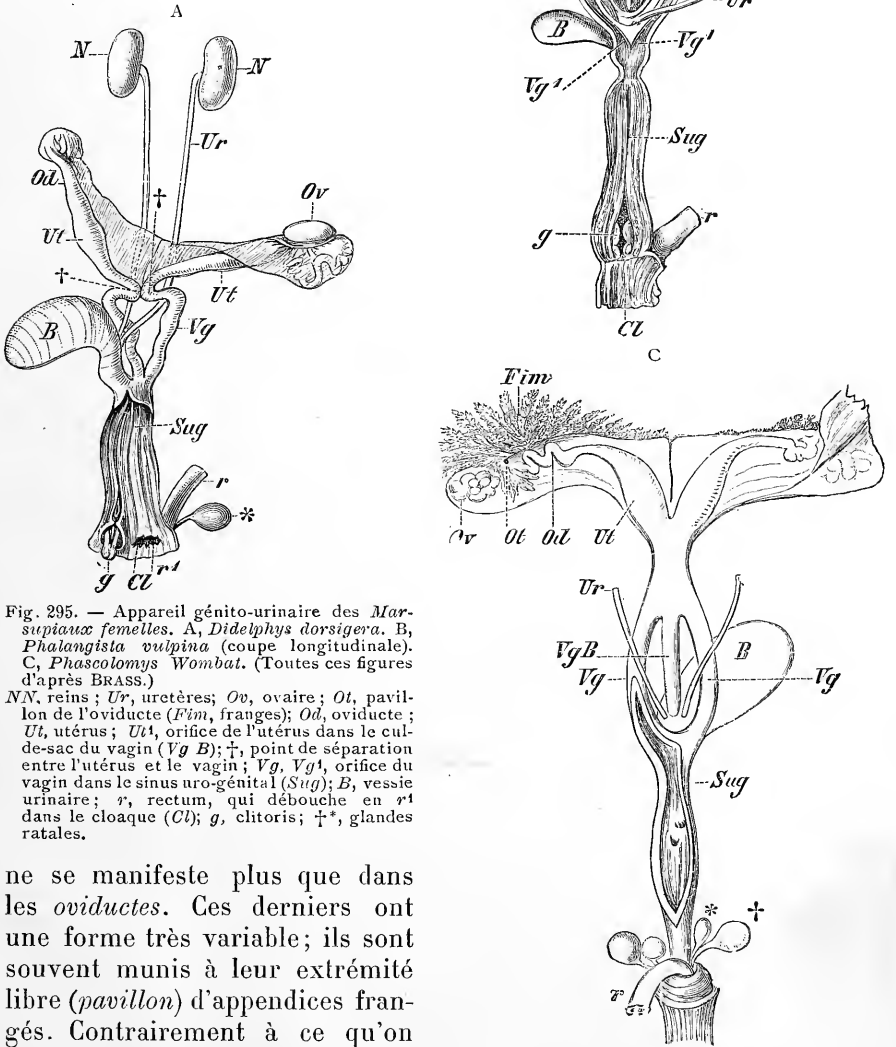 A
N
N
Ur
Od
†
Ov
Ut
†
Ut
B
Vg
Sug
r
*
g Cl r¹
Ur
B
Vg¹
Vg¹
Sug
r
g
Cl
C
Fim
Ot Od Ut
Ur
VgB
B
Vg
Vg
Sug
*
†
r
Fig. 295. — Appareil génito-urinaire des Mar-
supiaux femelles. A, Didelphys dorsigera. B,
Phalangista vulpina (coupe longitudinale).
C, Phascolomys Wombat. (Toutes ces figures
d'après BRASS.)
NN, reins ; Ur, uretères; Ov, ovaire ; Ot, pavil-
lon de l'oviducte (Fim, franges); Od, oviducte ;
Ut, utérus ; Ut¹, orifice de l'utérus dans le cul-
de-sac du vagin (Vg B); †, point de séparation
entre l'utérus et le vagin ; Vg, Vg¹, orifice du
vagin dans le sinus uro-génital (Sug); B, vessie
urinaire ; r, rectum, qui débouche en r¹
dans le cloaque (Cl); g, clitoris; †*, glandes
ratales.
ne se manifeste plus que dans
les oviductes. Ces derniers ont
une forme très variable; ils sont
souvent munis à leur extrémité
libre (pavillon) d'appendices fran-
gés. Contrairement à ce qu'on